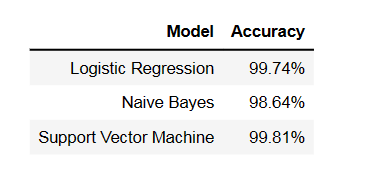 Model Accuracy
Logistic Regression 99.74%
Naive Bayes 98.64%
Support Vector Machine 99.81%